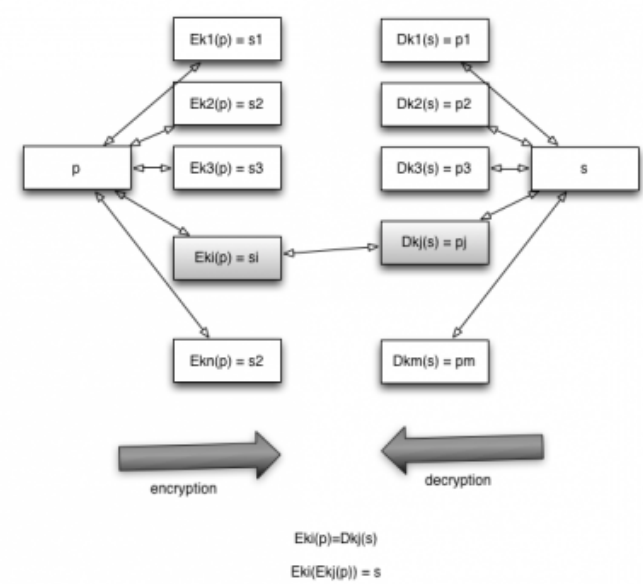 Ek1(p) = s1
Dk1(s) = p1
Ek2(p) = s2
Dk2(s) = p2
p
Ek3(p) = s3
Dk3(s) = p3
s
Eki(p) = si
Dkj(s) = pj
Ekn(p) = s2
Dkm(s) = pm
encryption
decryption
Eki(p)=Dkj(s)
Eki(Ekj(p)) = s